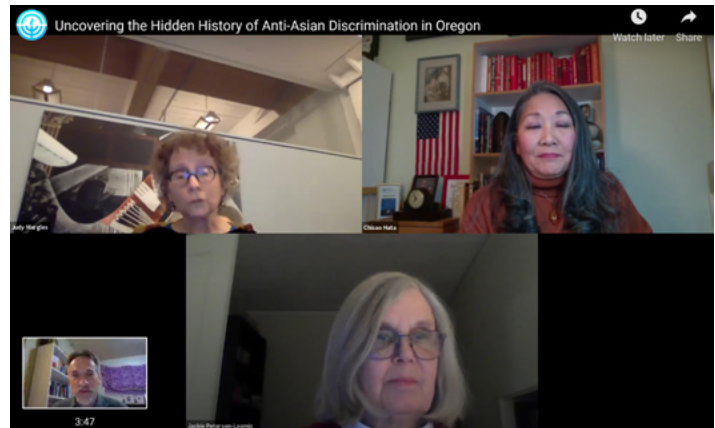 Uncovering the Hidden History of Anti-Asian Discrimination in Oregon
Watch later
Share
Judy Margles
Chisao Hata
Jackie Peterson-Loomis
3:47